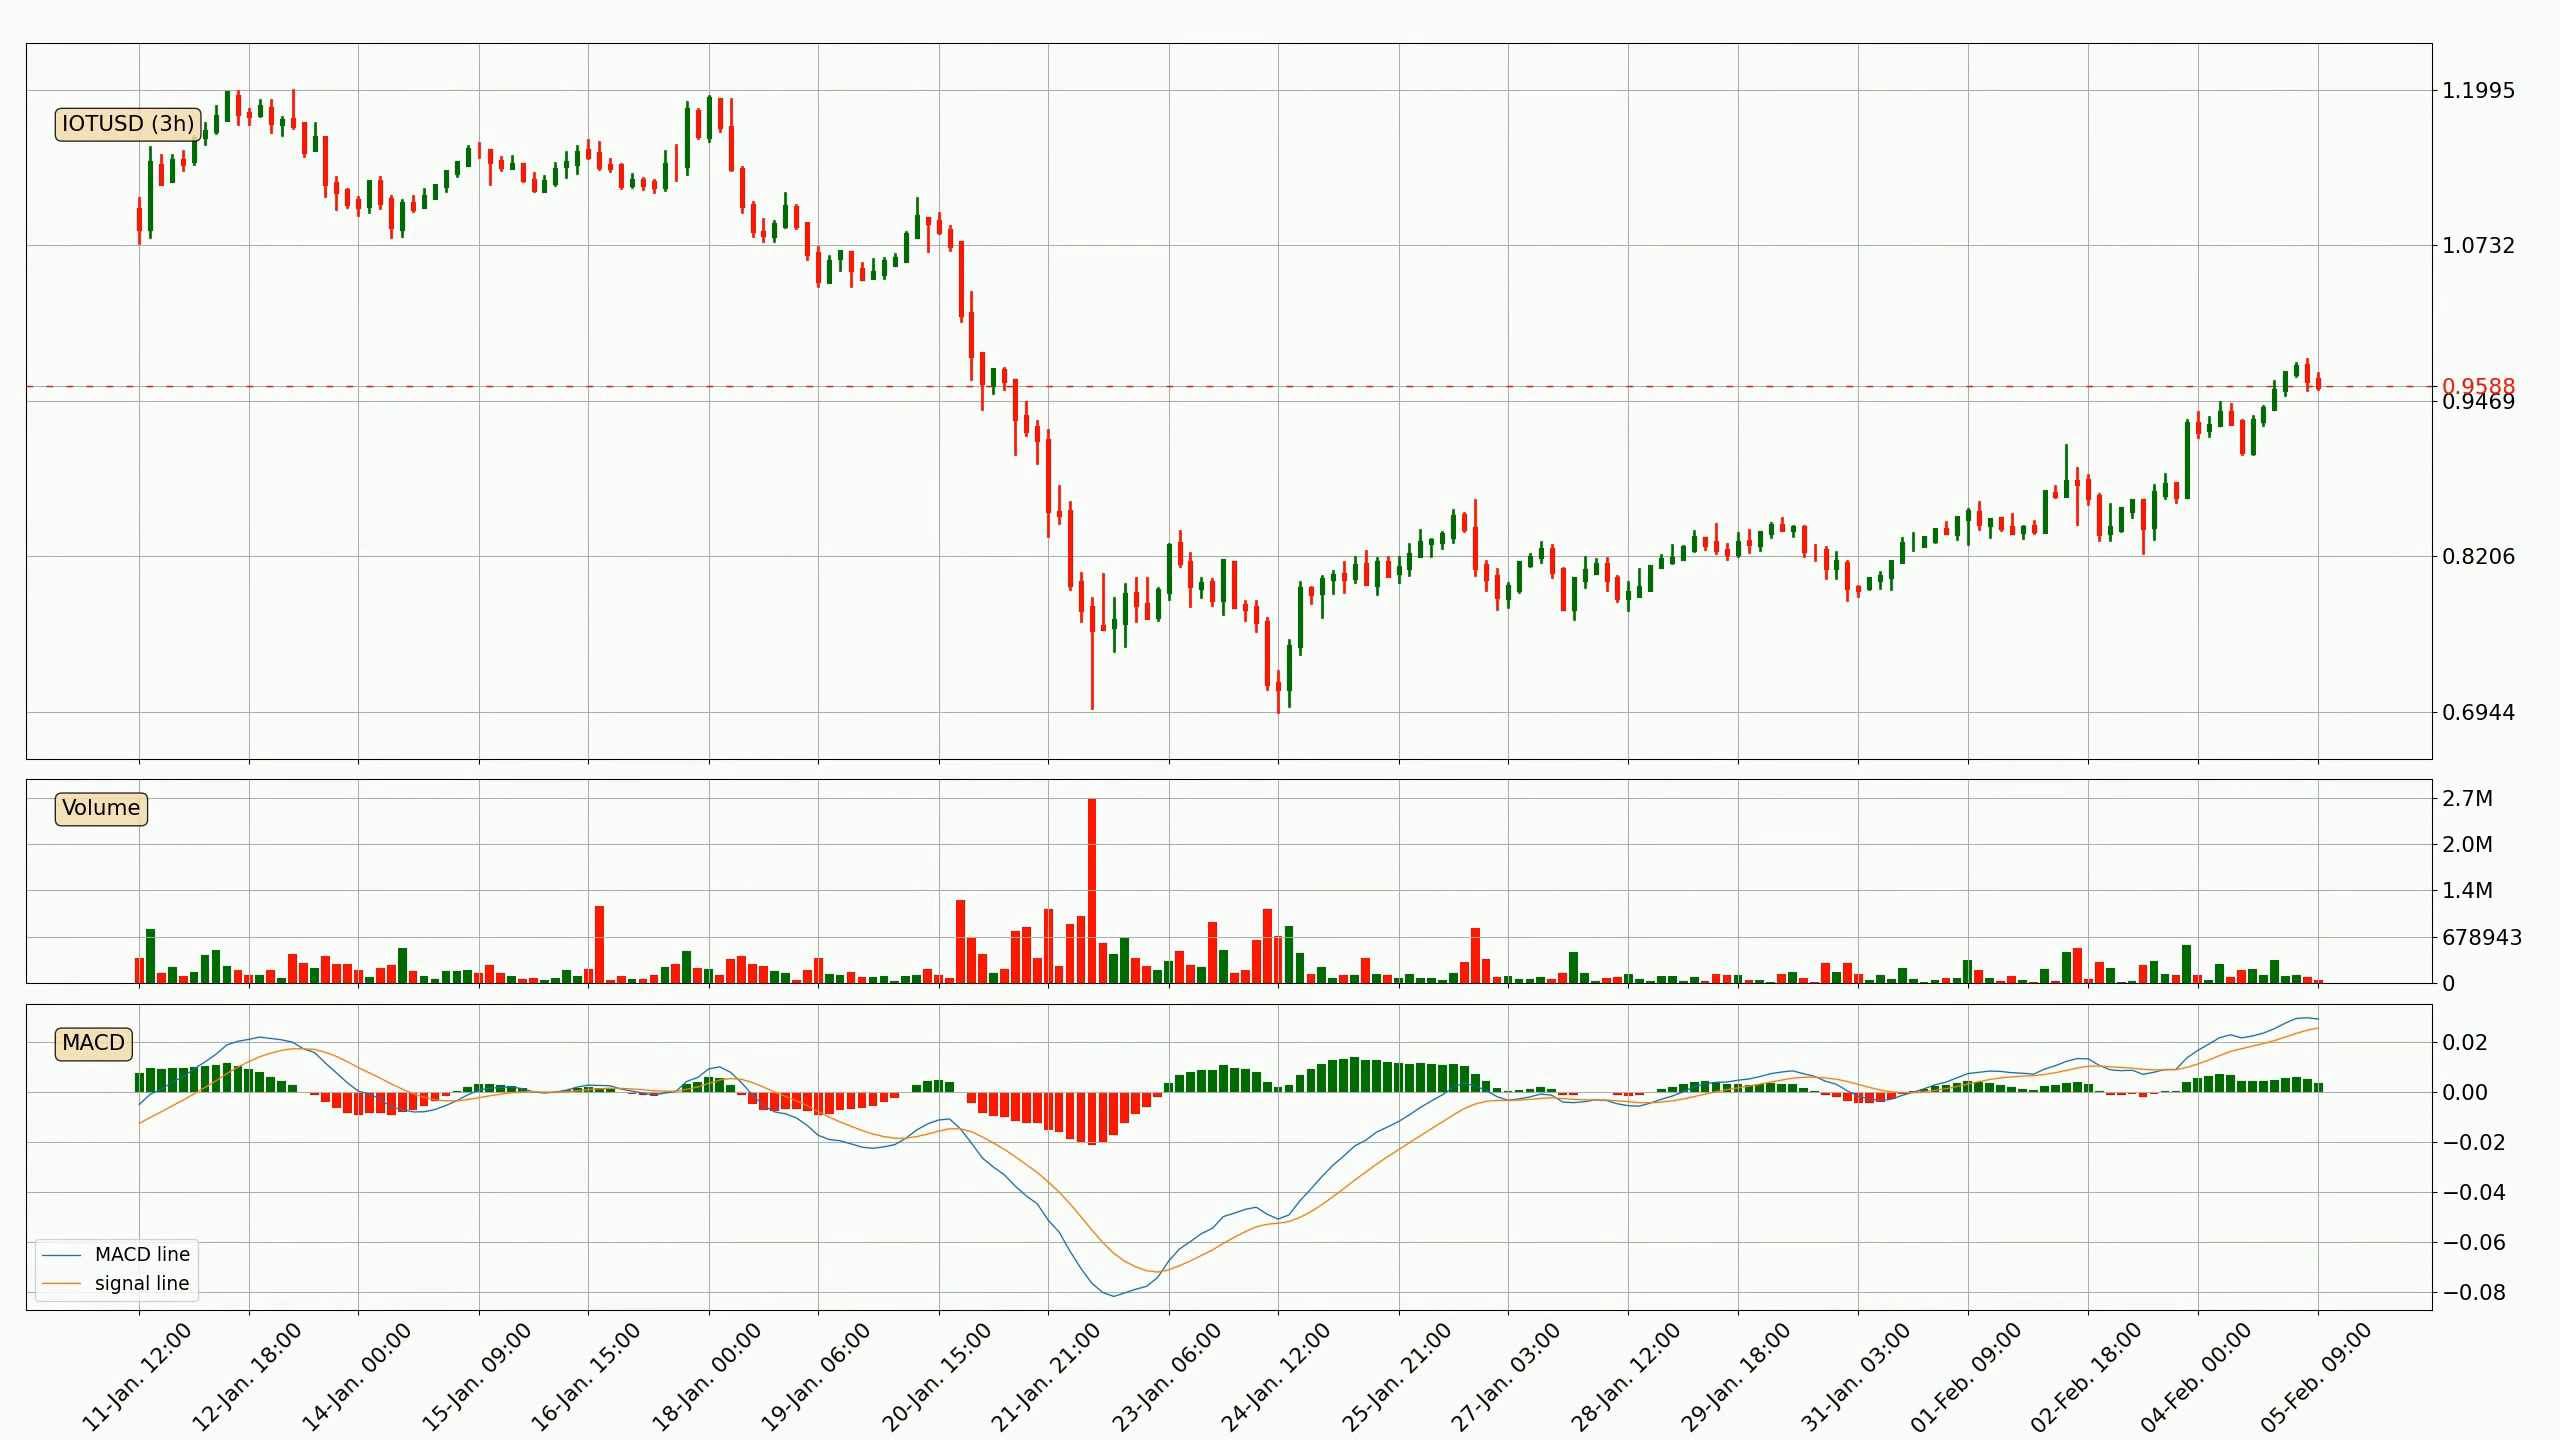 IOTUSD (3h)
1.1995
1.0732
0.9588
0.9469
0.8206
0.6944
Volume
2.7M
2.0M
1.4M
678943
0
MACD
0.02
0.00
−0.02
−0.04
−0.06
−0.08
MACD line
signal line
11-Jan. 12:00
12-Jan. 18:00
14-Jan. 00:00
15-Jan. 09:00
16-Jan. 15:00
18-Jan. 00:00
19-Jan. 06:00
20-Jan. 15:00
21-Jan. 21:00
23-Jan. 06:00
24-Jan. 12:00
25-Jan. 21:00
27-Jan. 03:00
28-Jan. 12:00
29-Jan. 18:00
31-Jan. 03:00
01-Feb. 09:00
02-Feb. 18:00
04-Feb. 00:00
05-Feb. 09:00